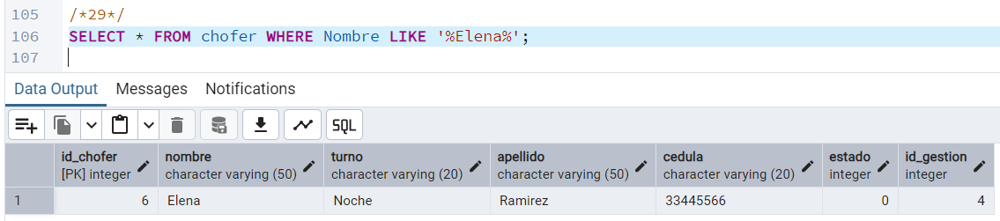 105 /*29*/
106 SELECT * FROM chofer WHERE Nombre LIKE '%Elena%';
107
Data Output Messages Notifications
SQL
id_chofer nombre turno apellido cedula estado id_gestion
[PK] integer character varying (50) character varying (20) character varying (50) character varying (20) integer integer
1 6 Elena Noche Ramirez 33445566 0 4